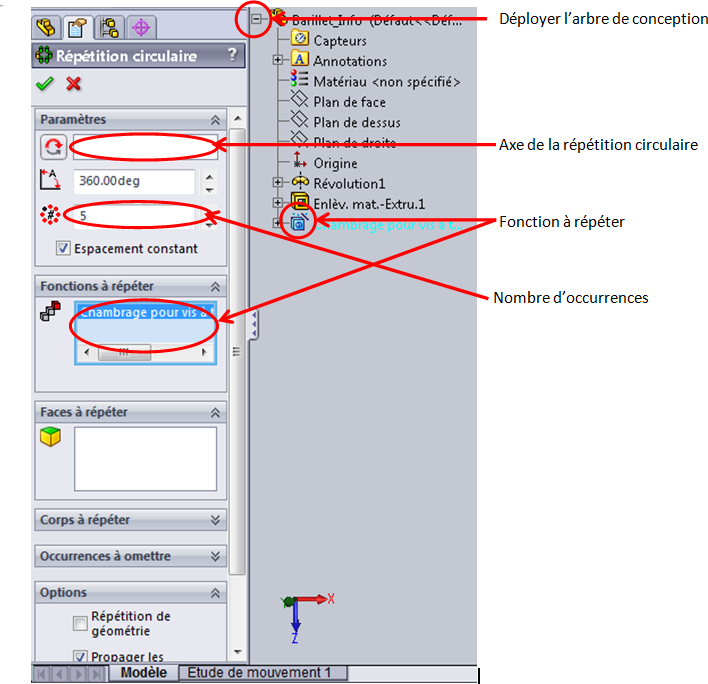 Répétition circulaire ?
Paramètres
360.00deg
5
Espacement constant
Fonctions à répéter
Chambrage pour vis à
Faces à répéter
Corps à répéter
Occurrences à omettre
Options
Répétition de
géométrie
Propager les
Modèle
Etude de mouvement 1
Barillet_Info (Défaut<<Déf...
Capteurs
Annotations
Matériau <non spécifié>
Plan de face
Plan de dessus
Plan de droite
Origine
Révolution1
Enlèv. mat.-Extru.1
Chambrage pour vis à t...
X
Z
Déployer l’arbre de conception
Axe de la répétition circulaire
Fonction à répéter
Nombre d’occurrences